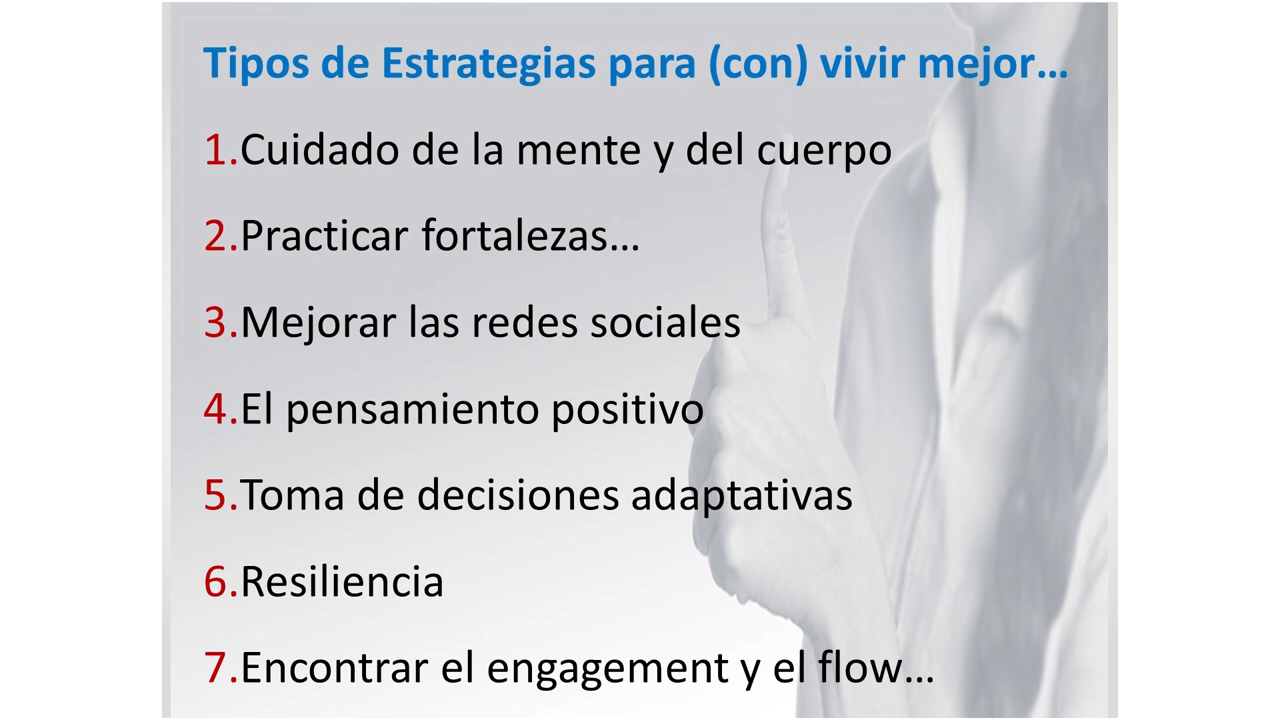 Tipos de Estrategias para (con) vivir mejor...
1.Cuidado de la mente y del cuerpo
2.Practicar fortalezas...
3.Mejorar las redes sociales
4.El pensamiento positivo
5.Toma de decisiones adaptativas
6.Resiliencia
7.Encontrar el engagement y el flow...